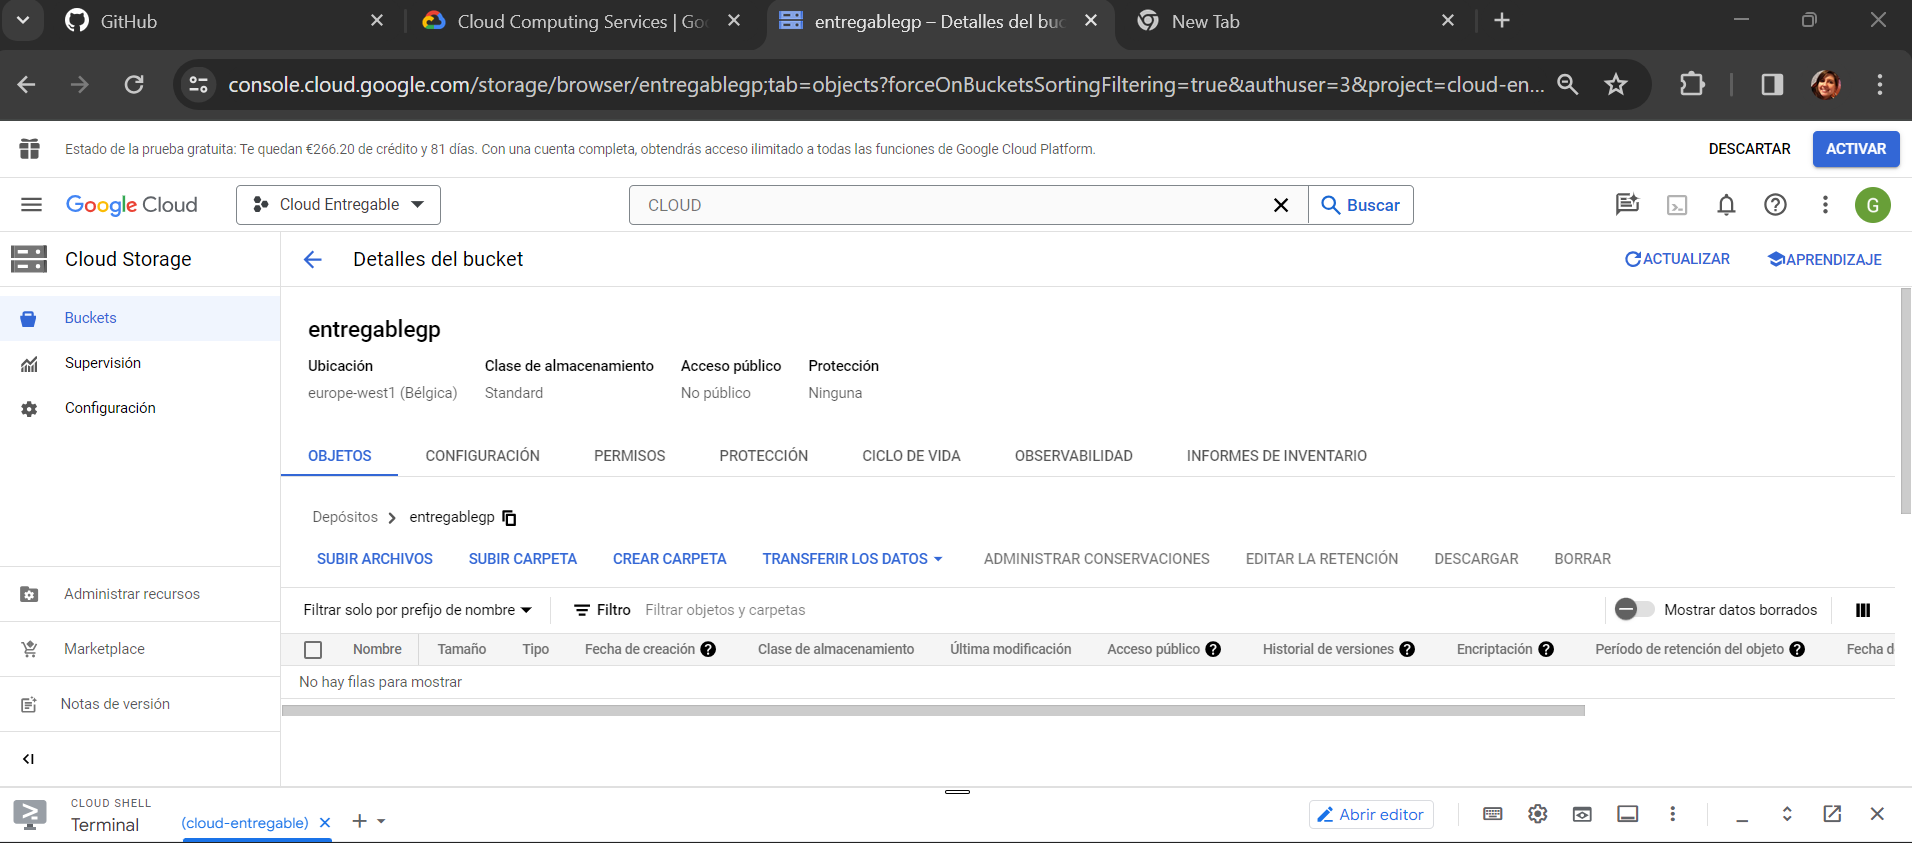 GitHub
Cloud Computing Services | Goo
entregablegp – Detalles del buc
New Tab
console.cloud.google.com/storage/browser/entregablegp;tab=objects?forceOnBucketsSortingFiltering=true&authuser=3&project=cloud-en...
Estado de la prueba gratuita: Te quedan €266.20 de crédito y 81 días. Con una cuenta completa, obtendrás acceso ilimitado a todas las funciones de Google Cloud Platform.
DESCARTAR
ACTIVAR
Google Cloud
Cloud Entregable
CLOUD
Buscar
G
Cloud Storage
Detalles del bucket
ACTUALIZAR
APRENDIZAJE
Buckets
Supervisión
Configuración
Administrar recursos
Marketplace
Notas de versión
entregablegp
Ubicación Clase de almacenamiento Acceso público Protección
europe-west1 (Bélgica) Standard No público Ninguna
OBJETOS CONFIGURACIÓN PERMISOS PROTECCIÓN CICLO DE VIDA OBSERVABILIDAD INFORMES DE INVENTARIO
Depósitos > entregablegp
SUBIR ARCHIVOS SUBIR CARPETA CREAR CARPETA TRANSFERIR LOS DATOS ADMINISTRAR CONSERVACIONES EDITAR LA RETENCIÓN DESCARGAR BORRAR
Filtrar solo por prefijo de nombre Filtro Filtrar objetos y carpetas Mostrar datos borrados
Nombre Tamaño Tipo Fecha de creación Clase de almacenamiento Última modificación Acceso público Historial de versiones Encriptación Período de retención del objeto Fecha d
No hay filas para mostrar
CLOUD SHELL
Terminal
(cloud-entregable)
Abrir editor